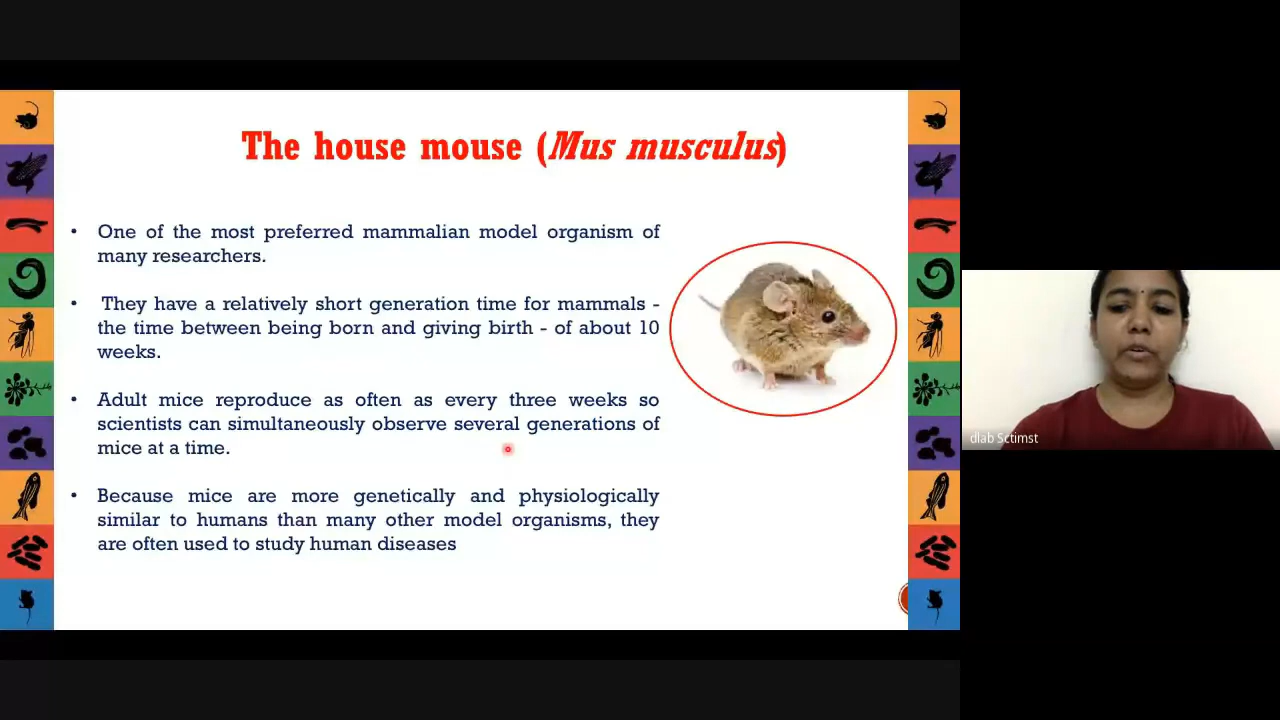 The house mouse (Mus musculus)
• One of the most preferred mammalian model organism of
many researchers.
• They have a relatively short generation time for mammals -
the time between being born and giving birth - of about 10
weeks.
• Adult mice reproduce as often as every three weeks so
scientists can simultaneously observe several generations of
mice at a time.
• Because mice are more genetically and physiologically
similar to humans than many other model organisms, they
are often used to study human diseases
dlab Sctimst